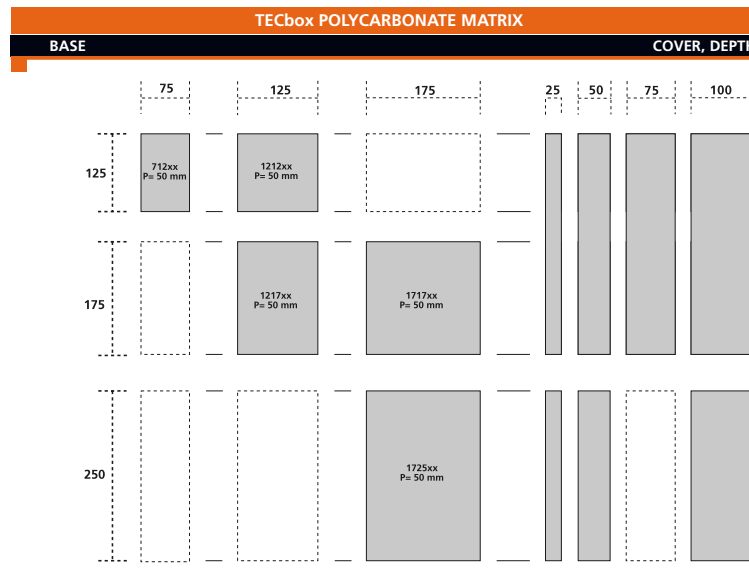 TECbox POLYCARBONATE MATRIX
BASE
COVER, DEPTH
75
125
175
25
50
75
100
125
712xx
P= 50 mm
1212xx
P= 50 mm
175
1217xx
P= 50 mm
1717xx
P= 50 mm
250
1725xx
P= 50 mm